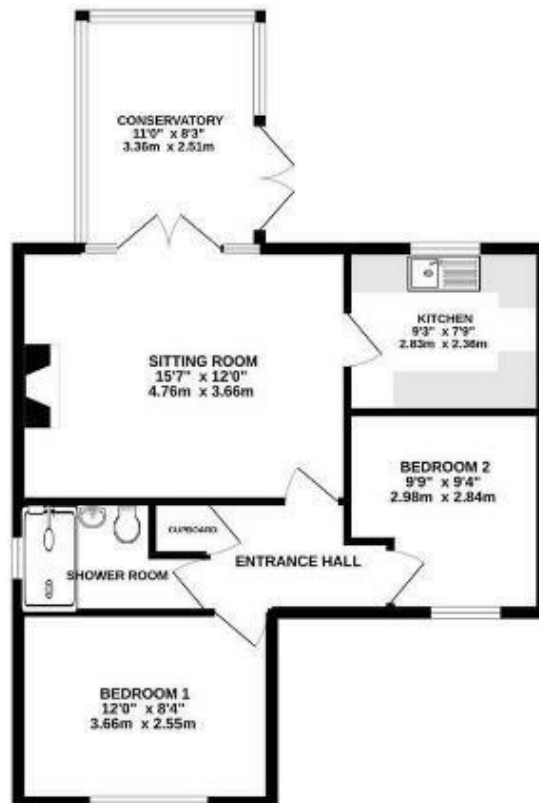 CONSERVATORY
11'0" x 8'3"
3.36m x 2.51m
SITTING ROOM
15'7" x 12'0"
4.76m x 3.66m
KITCHEN
9'3" x 7'9"
2.83m x 2.36m
BEDROOM 2
9'9" x 9'4"
2.98m x 2.84m
CUPBOARD
ENTRANCE HALL
SHOWER ROOM
BEDROOM 1
12'0" x 8'4"
3.66m x 2.55m